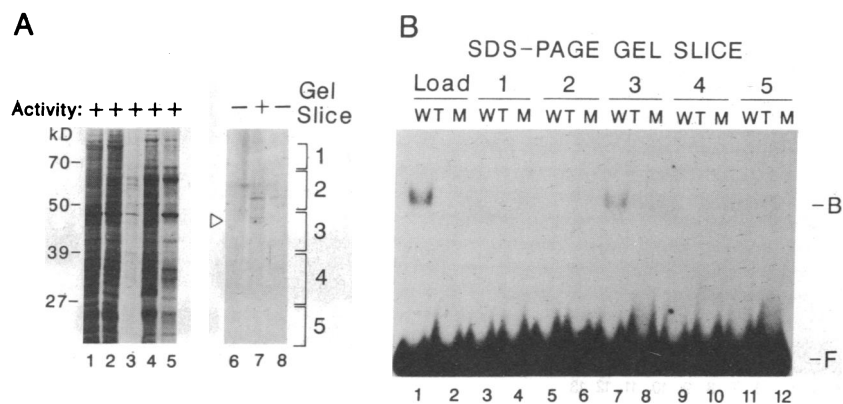 A
Activity: + + + + +
kD
70–
50–
39–
27–
1 2 3 4 5
– + –
Gel
Slice
1
2
3
4
5
6 7 8
B
SDS–PAGE GEL SLICE
Load 1 2 3 4 5
WT M WT M WT M WT M WT M WT M
–B
–F
1 2 3 4 5 6 7 8 9 10 11 12